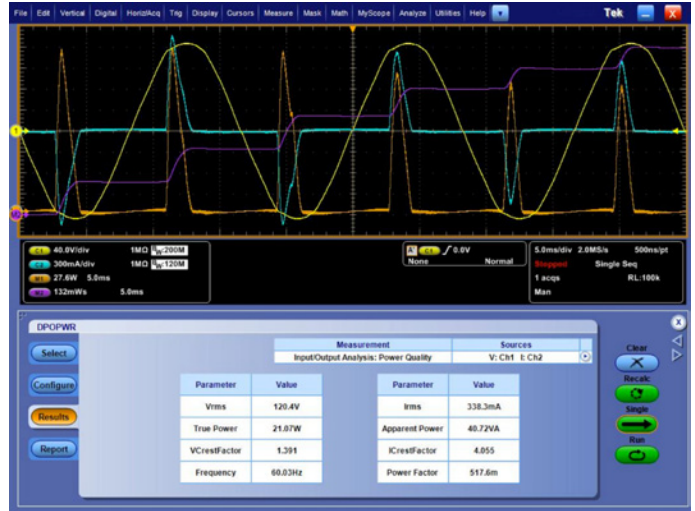 File Edit Vertical Digital Horiz/Acq Trig Display Cursors Measure Mask Math MyScope Analyze Utilities Help Tek X
1
M2
C1 40.0V/div 1MΩ BW:200M
C2 300mA/div 1MΩ BW:120M
M1 27.6W 5.0ms
M2 132mWs 5.0ms
A' C1 0.0V
None Normal
5.0ms/div 2.0MS/s 500ns/pt
Stopped Single Seq
1 acqs RL:100k
Man
DPOPWR
Select
Configure
Results
Report
Measurement Sources
Input/Output Analysis: Power Quality V: Ch1 I: Ch2
Parameter Value Parameter Value
Vrms 120.4V Irms 338.3mA
True Power 21.07W Apparent Power 40.72VA
VCrestFactor 1.391 ICrestFactor 4.055
Frequency 60.03Hz Power Factor 517.6m
X
Clear
Recalc
Single
Run